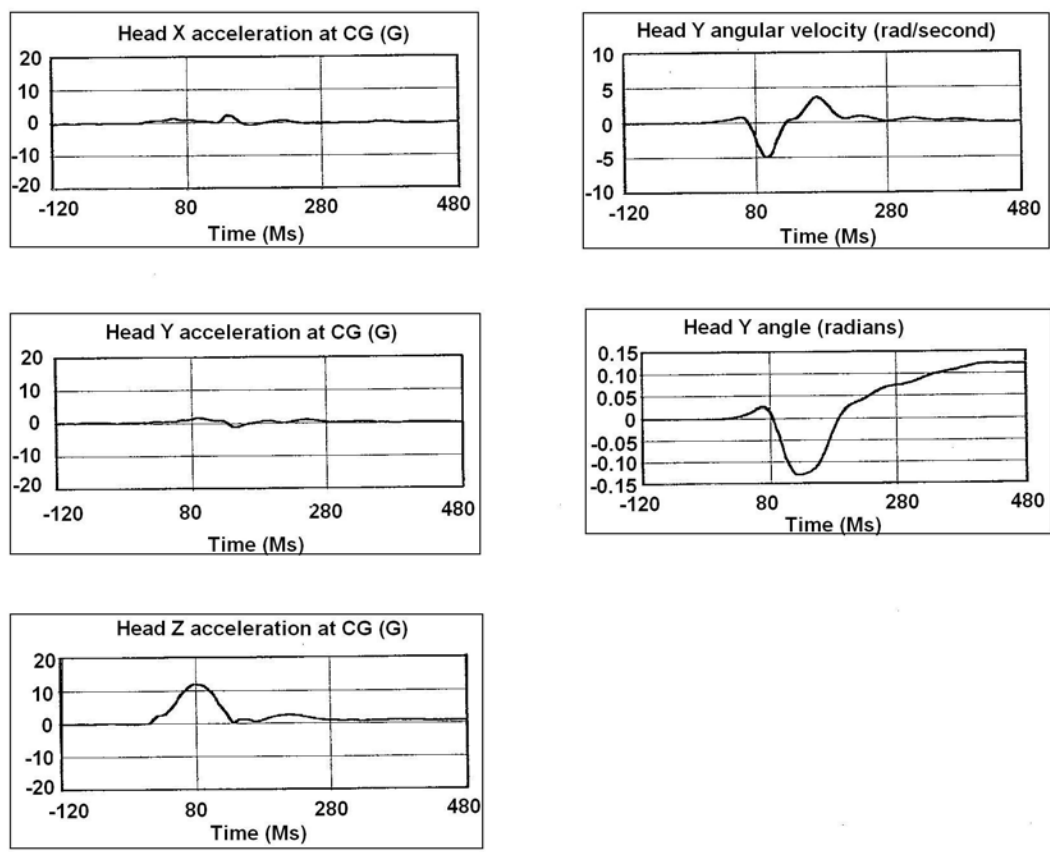 Head X acceleration at CG (G)
20
10
0
-10
-20
-120 80 280 480
Time (Ms)
Head Y angular velocity (rad/second)
10
5
0
-5
-10
-120 80 280 480
Time (Ms)
Head Y acceleration at CG (G)
20
10
0
-10
-20
-120 80 280 480
Time (Ms)
Head Y angle (radians)
0.15
0.10
0.05
0
-0.05
-0.10
-0.15
-120 80 280 480
Time (Ms)
Head Z acceleration at CG (G)
20
10
0
-10
-20
-120 80 280 480
Time (Ms)